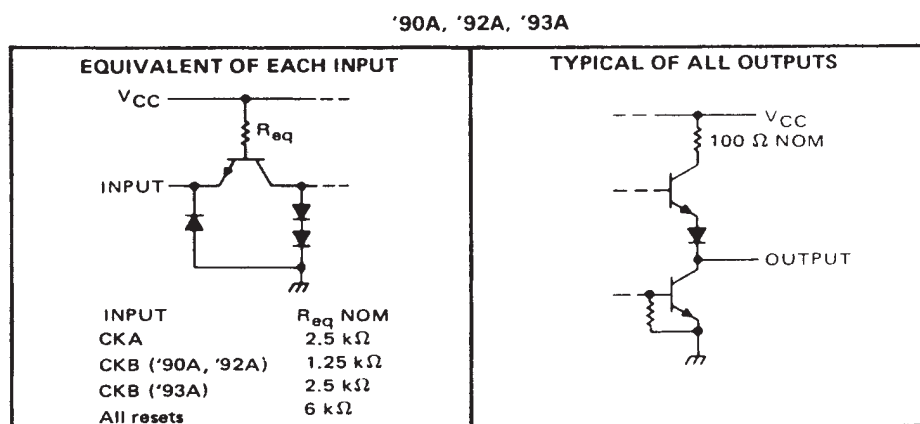 '90A, '92A, '93A
EQUIVALENT OF EACH INPUT
VCC
Req
INPUT
INPUT Req NOM
CKA 2.5 kΩ
CKB ('90A, '92A) 1.25 kΩ
CKB ('93A) 2.5 kΩ
All resets 6 kΩ
TYPICAL OF ALL OUTPUTS
VCC
100 Ω NOM
OUTPUT